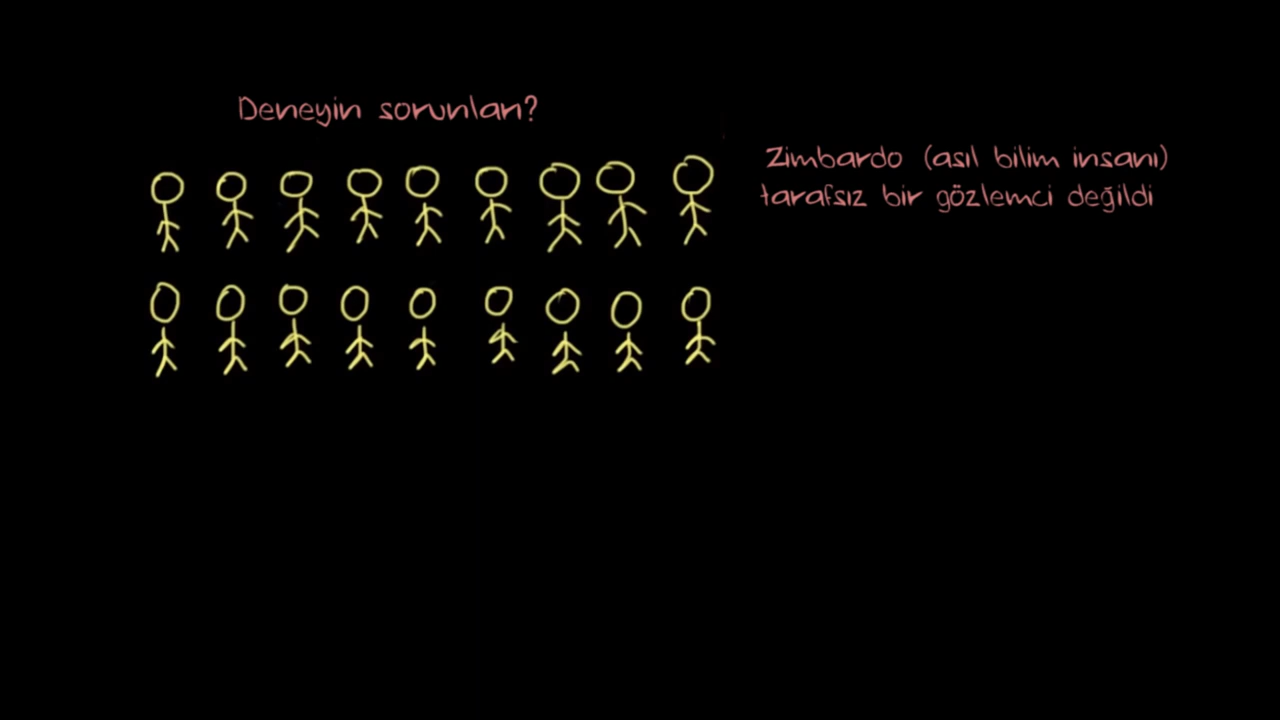 Deneyin sorunları?
Zimbardo (asıl bilim insanı)
tarafsız bir gözlemci değildi